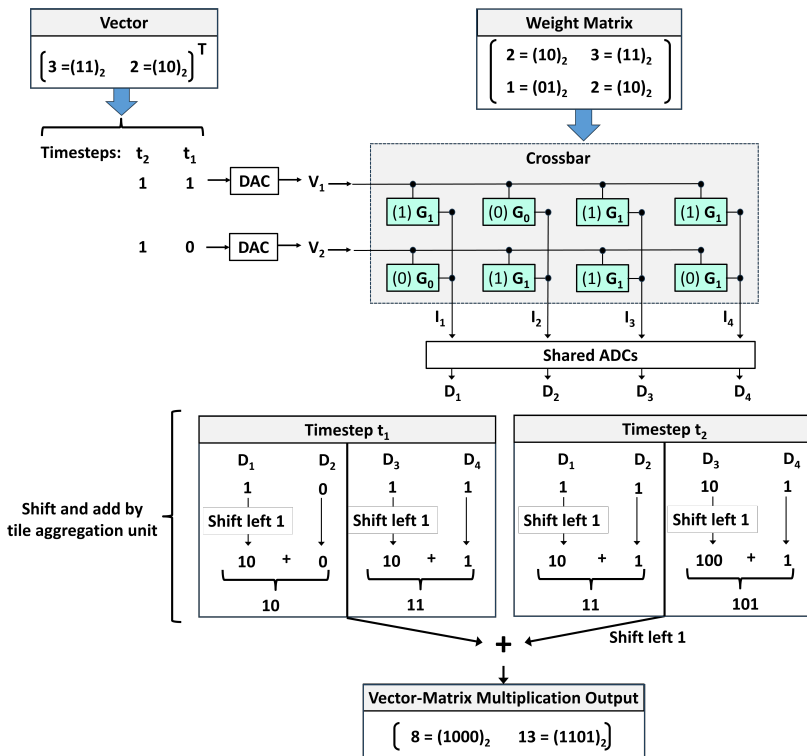 Vector
[3 =(11)₂ 2 =(10)₂]ᵀ
Weight Matrix
2 = (10)₂ 3 = (11)₂
1 = (01)₂ 2 = (10)₂
Timesteps: t₂ t₁
Crossbar
1 1 DAC V₁
(1) G₁ (0) G₀ (1) G₁ (1) G₁
1 0 DAC V₂
(0) G₀ (1) G₁ (1) G₁ (0) G₁
I₁ I₂ I₃ I₄
Shared ADCs
D₁ D₂ D₃ D₄
Shift and add by
tile aggregation unit
Timestep t₁
D₁ D₂ D₃ D₄
1 0 1 1
Shift left 1 Shift left 1
10 + 0 10 + 1
10 11
Timestep t₂
D₁ D₂ D₃ D₄
1 1 10 1
Shift left 1 Shift left 1
10 + 1 100 + 1
11 101
+
Shift left 1
Vector-Matrix Multiplication Output
[8 = (1000)₂ 13 = (1101)₂]